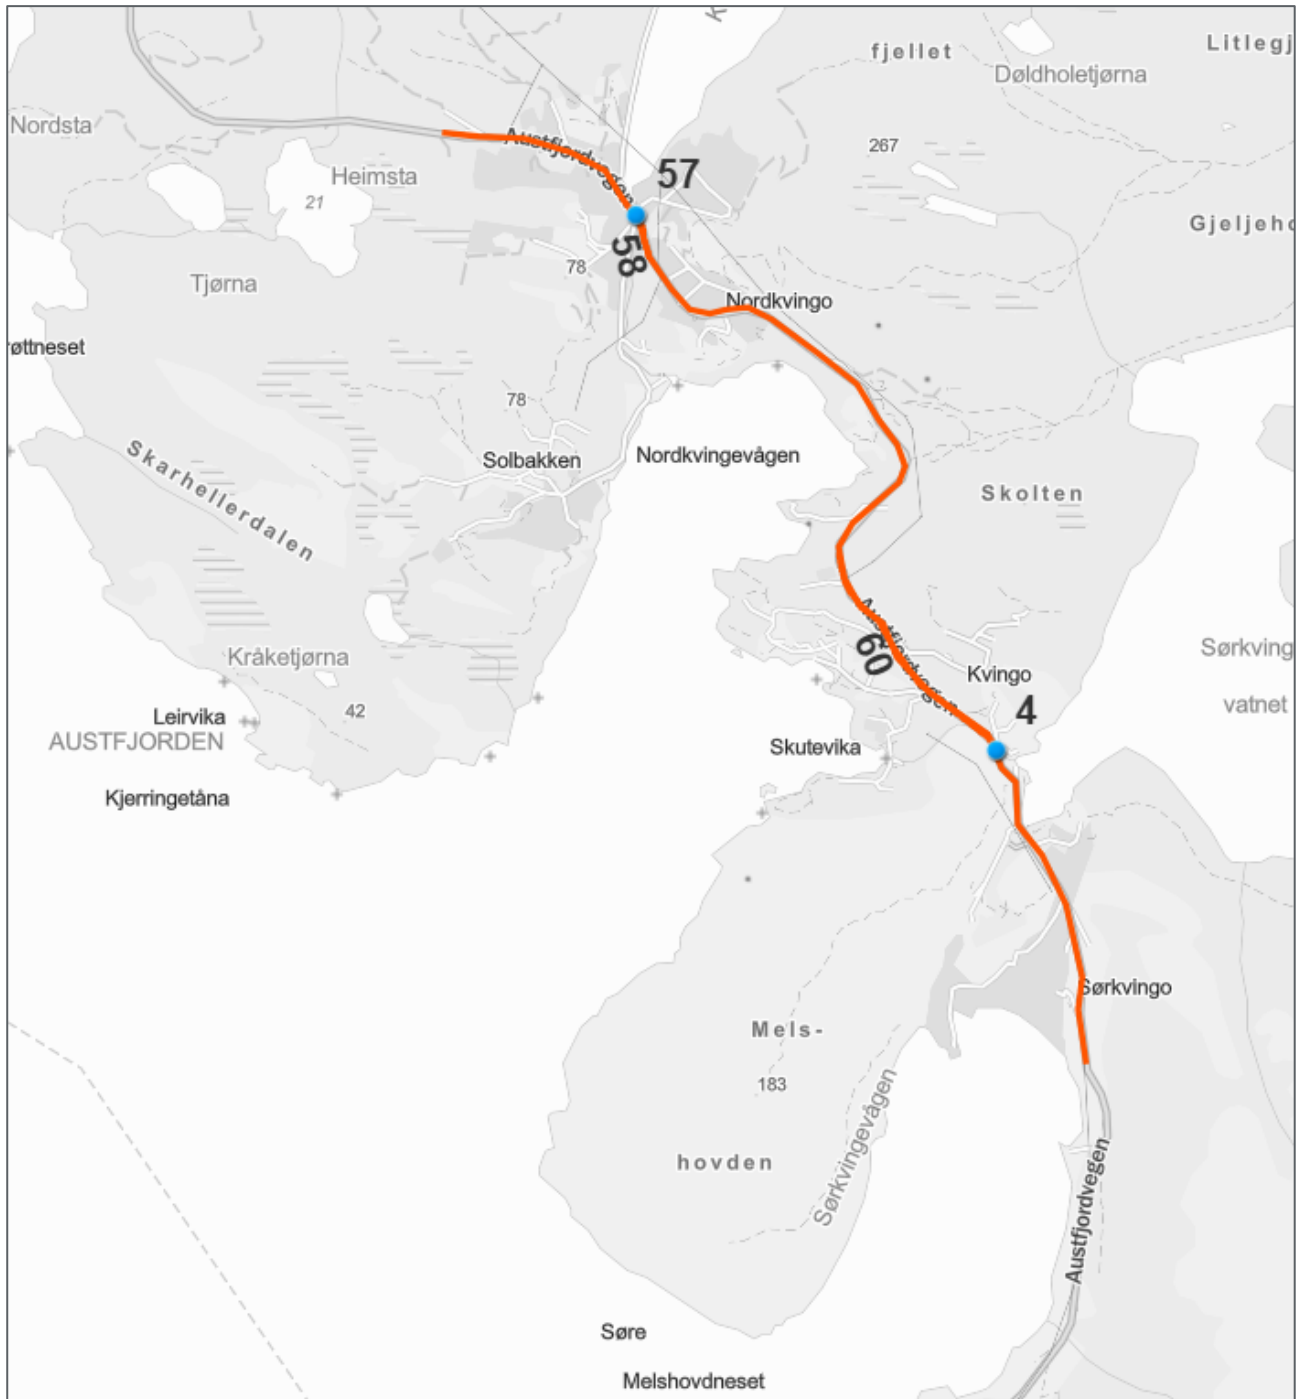 K
fjellet
Litlegj
Døldholetjørna
Nordsta
Austfjordvegen
267
57
Heimsta
21
Gjeljeho
58
78
Tjørna
Nordkvingo
røttneset
78
Skarhellerdalen
Solbakken
Nordkvingevågen
Skolten
Austfjordvegen
60
Kråketjørna
Kvingo
Sørkving
vatnet
42
4
Leirvika
AUSTFJORDEN
Skutevika
Kjerringetåna
Sørkvingo
Mels-
183
Sørkvingevågen
hovden
Austfjordvegen
Søre
Melshovdneset